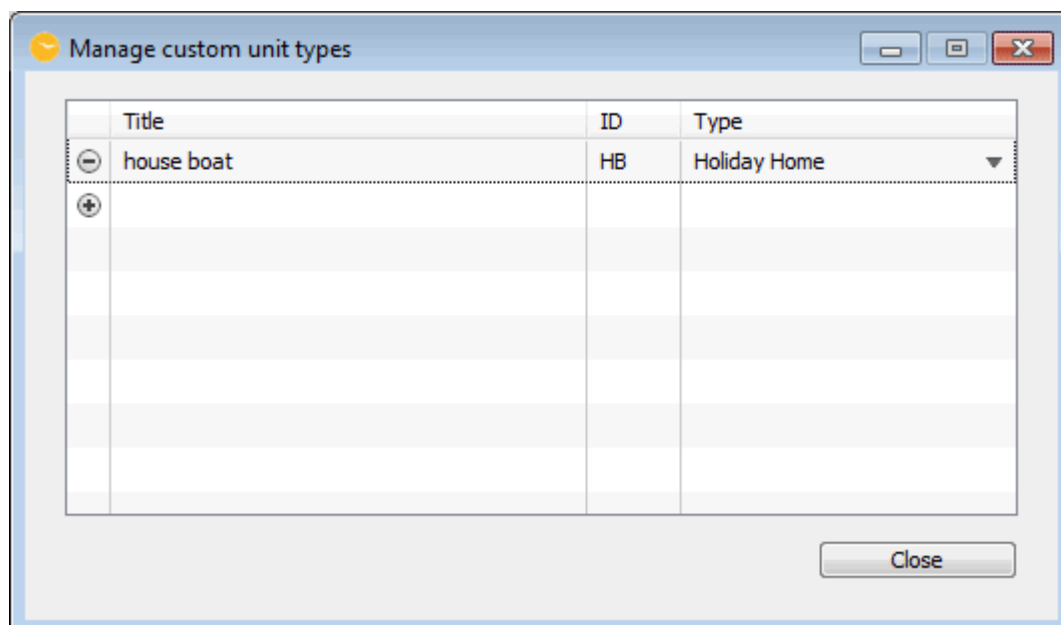 Manage custom unit types
Title ID Type
house boat HB Holiday Home
Close